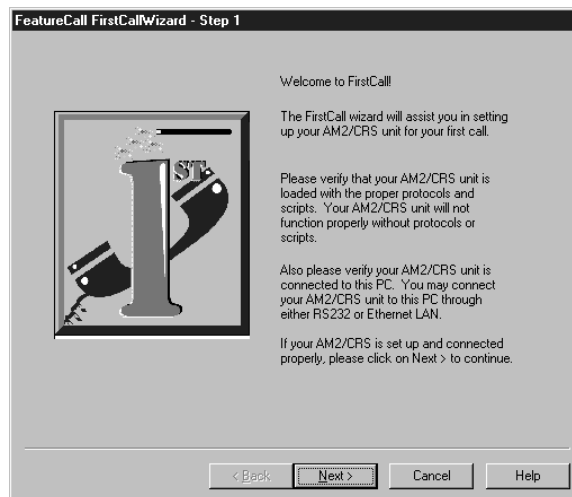 FeatureCall FirstCallWizard - Step 1
1
ST
Welcome to FirstCall!
The FirstCall wizard will assist you in setting
up your AM2/CRS unit for your first call.
Please verify that your AM2/CRS unit is
loaded with the proper protocols and
scripts. Your AM2/CRS unit will not
function properly without protocols or
scripts.
Also please verify your AM2/CRS unit is
connected to this PC. You may connect
your AM2/CRS unit to this PC through
either RS232 or Ethernet LAN.
If your AM2/CRS is set up and connected
properly, please click on Next > to continue.
< Back
Next >
Cancel
Help